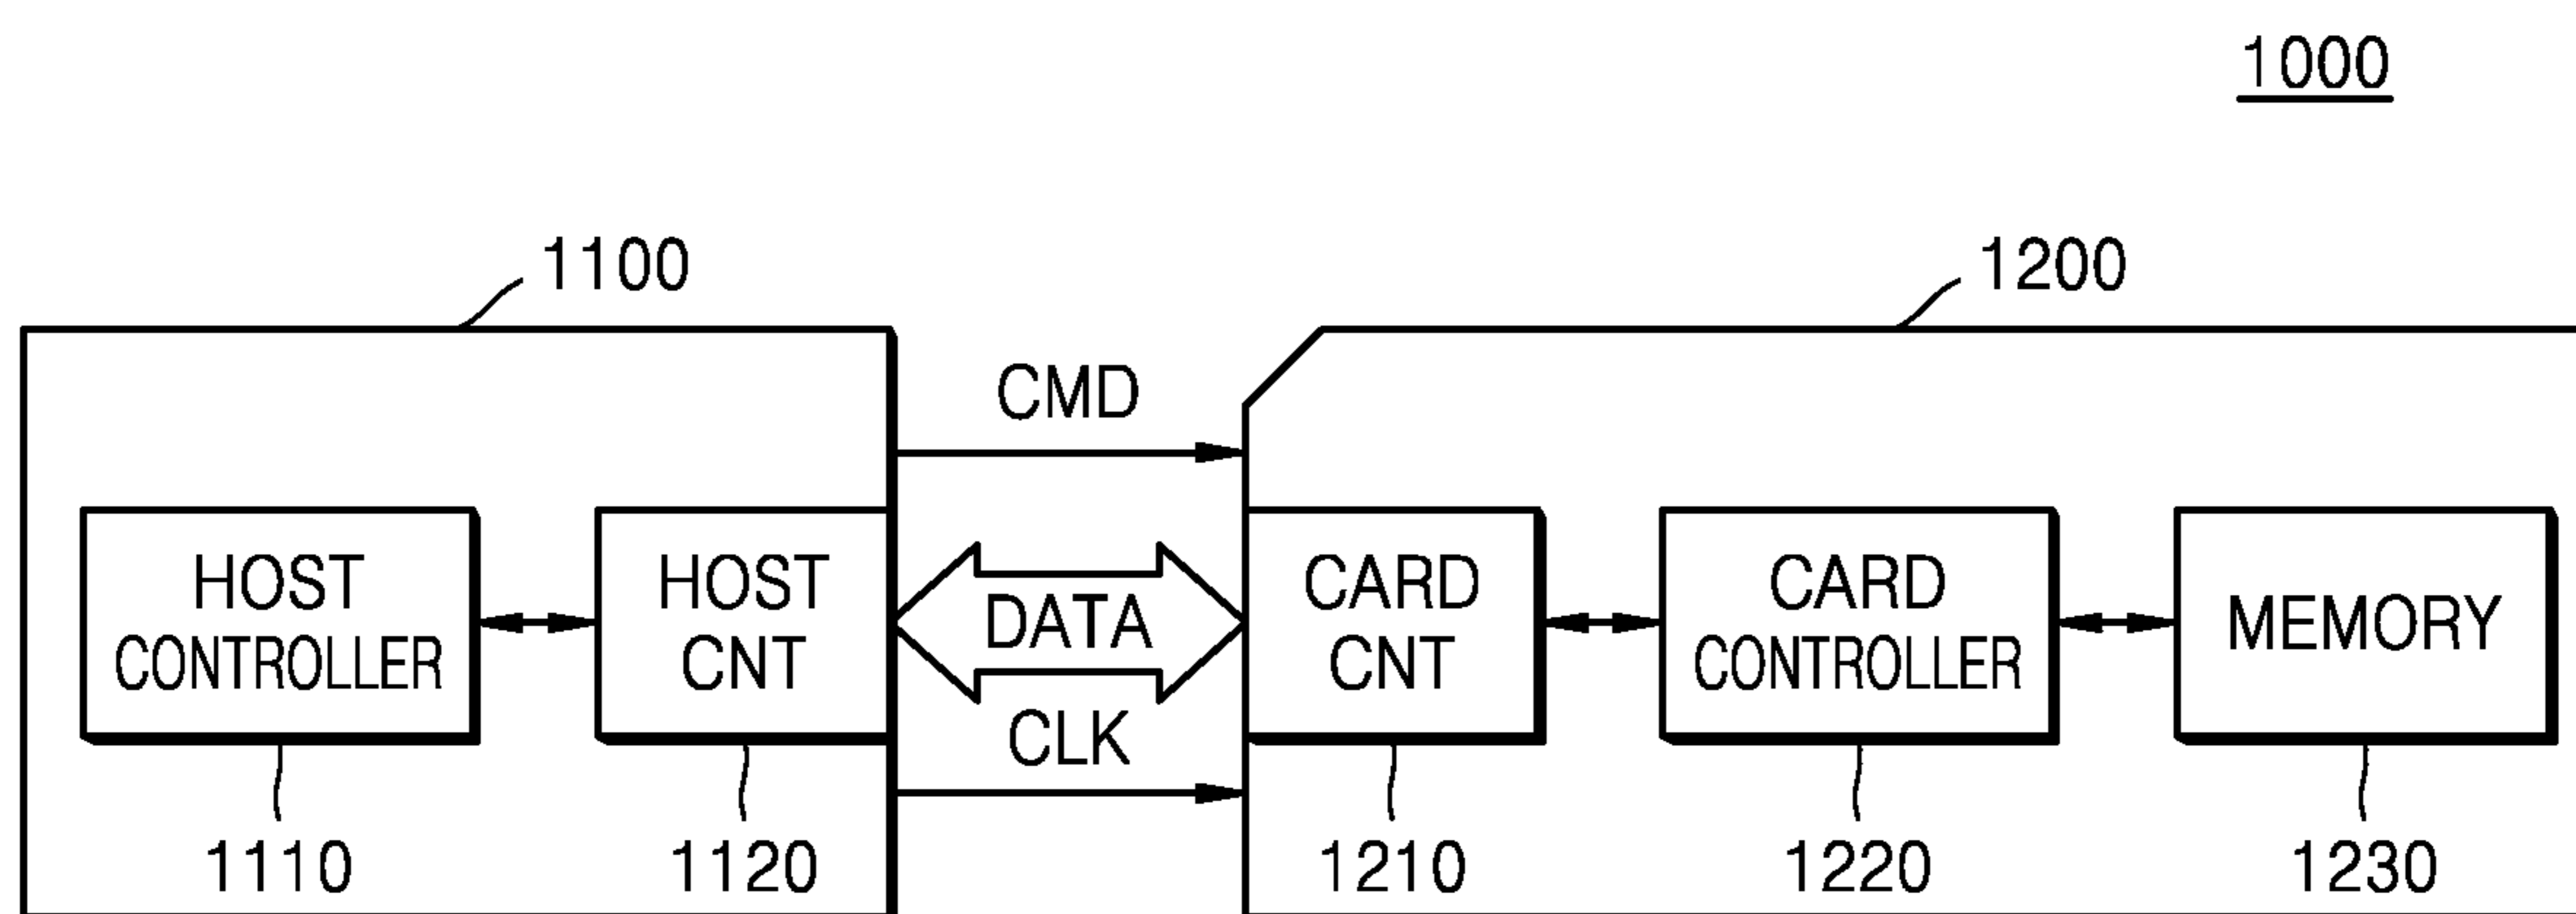 1000
1100
1200
CMD
HOST
CONTROLLER
HOST
CNT
DATA
CARD
CNT
CARD
CONTROLLER
MEMORY
CLK
1110
1120
1210
1220
1230